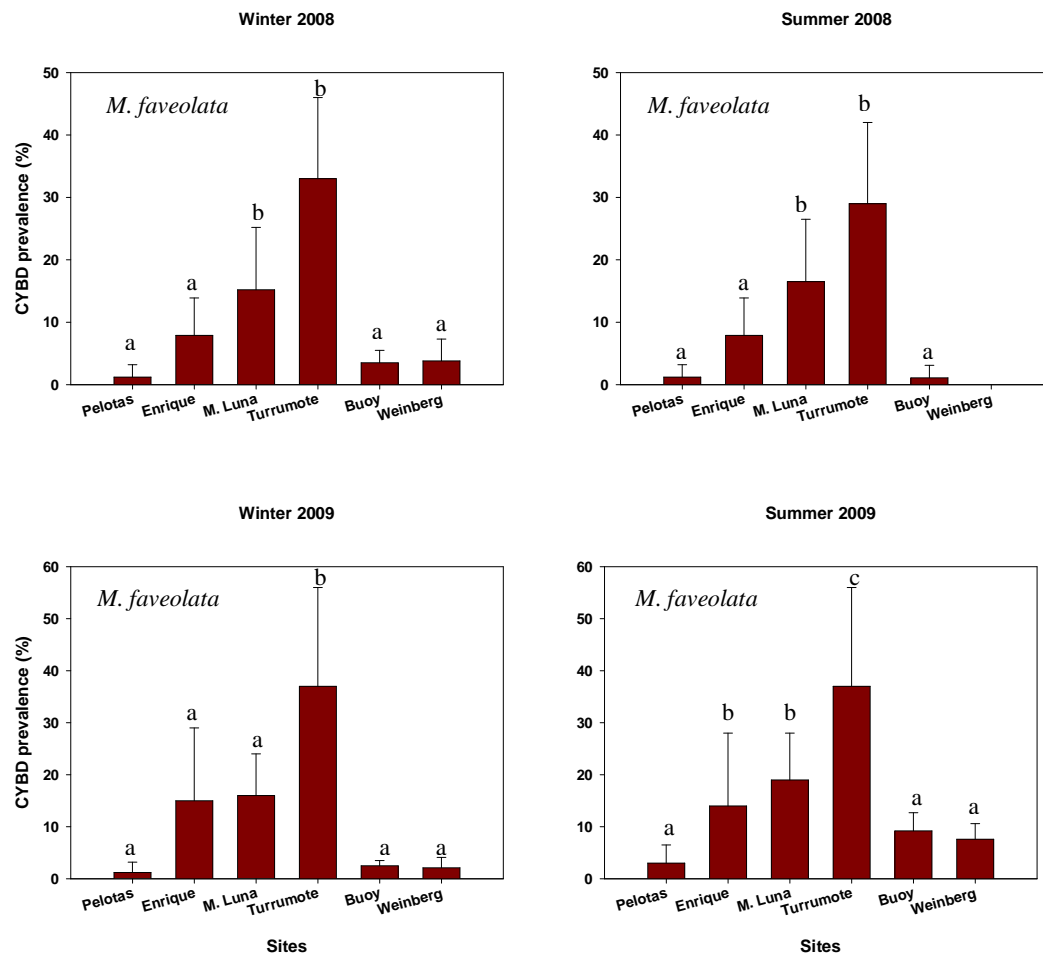 Winter 2008
CYBD prevalence (%)
50
40
30
20
10
0
M. faveolata
a
a
b
b
a
a
Pelotas
Enrique
M. Luna
Turrumote
Buoy
Weinberg
Summer 2008
50
40
30
20
10
0
M. faveolata
a
a
b
b
a
Pelotas
Enrique
M. Luna
Turrumote
Buoy
Weinberg
Winter 2009
CYBD prevalence (%)
60
50
40
30
20
10
0
M. faveolata
a
a
a
b
a
a
Pelotas
Enrique
M. Luna
Turrumote
Buoy
Weinberg
Sites
Summer 2009
60
50
40
30
20
10
0
M. faveolata
a
b
b
c
a
a
Pelotas
Enrique
M. Luna
Turrumote
Buoy
Weinberg
Sites